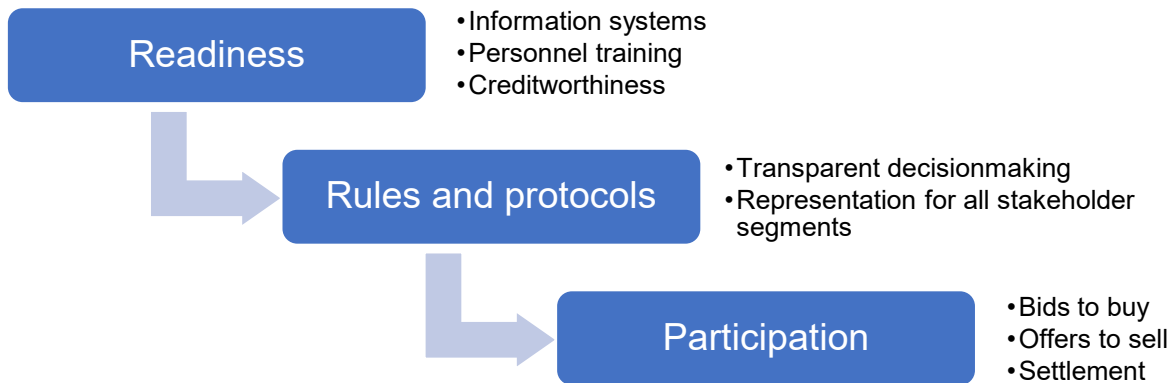 Readiness
•Information systems
•Personnel training
•Creditworthiness
Rules and protocols
•Transparent decisionmaking
•Representation for all stakeholder
segments
Participation
•Bids to buy
•Offers to sell
•Settlement